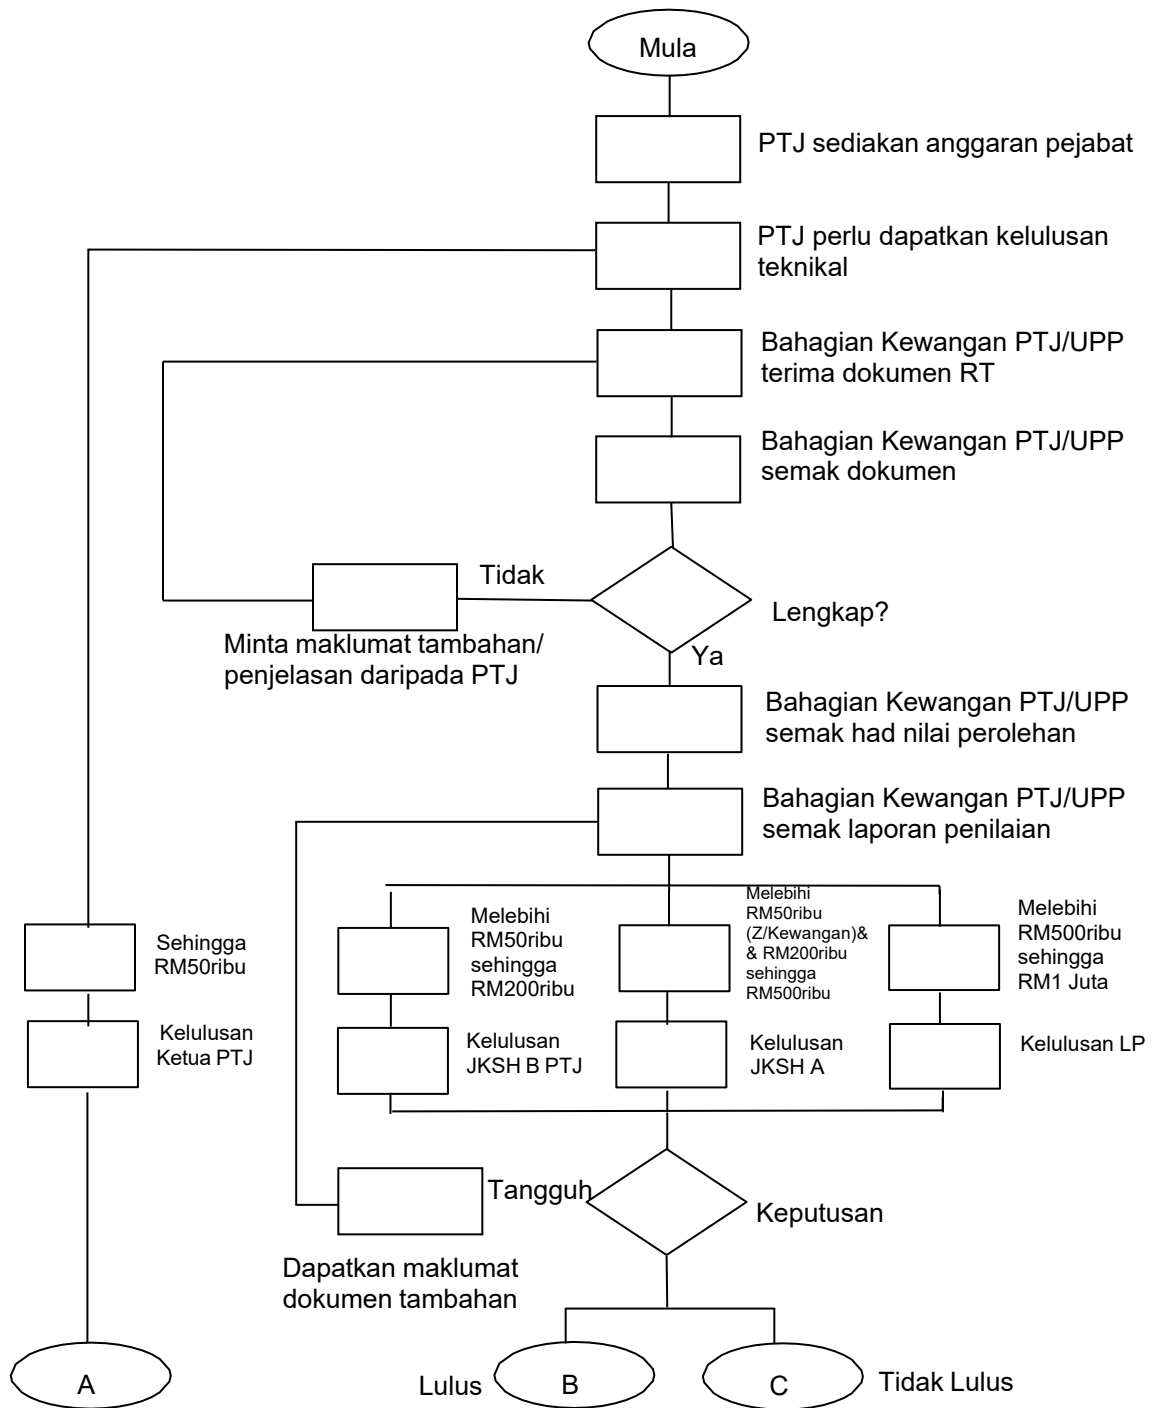 Mula
PTJ sediakan anggaran pejabat
PTJ perlu dapatkan kelulusan
teknikal
Bahagian Kewangan PTJ/UPP
terima dokumen RT
Bahagian Kewangan PTJ/UPP
semak dokumen
Tidak
Lengkap?
Minta maklumat tambahan/
penjelasan daripada PTJ
Ya
Bahagian Kewangan PTJ/UPP
semak had nilai perolehan
Bahagian Kewangan PTJ/UPP
semak laporan penilaian
Sehingga
RM50ribu
Melebihi
RM50ribu
sehingga
RM200ribu
Melebihi
RM50ribu
(Z/Kewangan)&
& RM200ribu
sehingga
RM500ribu
Melebihi
RM500ribu
sehingga
RM1 Juta
Kelulusan
Ketua PTJ
Kelulusan
JKSH B PTJ
Kelulusan
JKSH A
Kelulusan LP
Tangguh
Keputusan
Dapatkan maklumat
dokumen tambahan
A
Lulus
B
C
Tidak Lulus